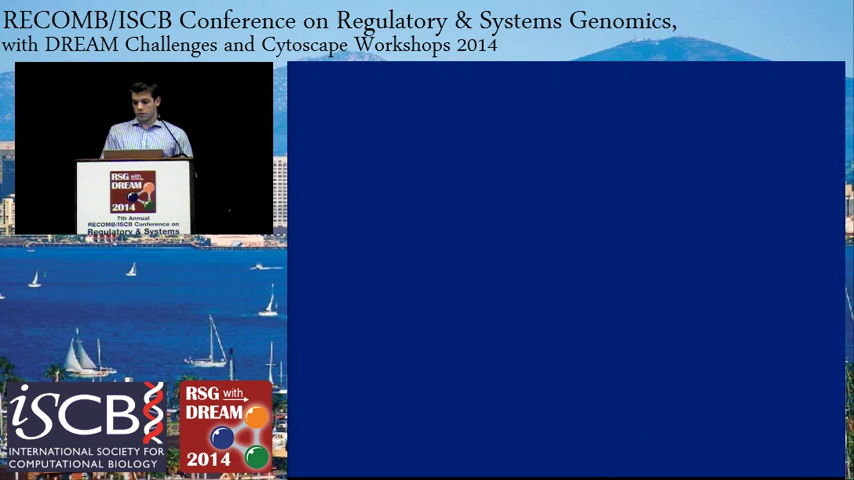 RECOMB/ISCB Conference on Regulatory & Systems Genomics,
with DREAM Challenges and Cytoscape Workshops 2014
RSG with
DREAM
2014
7th Annual
RECOMB/ISCB Conference on
Regulatory & Systems
iSCB
INTERNATIONAL SOCIETY FOR
COMPUTATIONAL BIOLOGY
RSG with
DREAM
2014